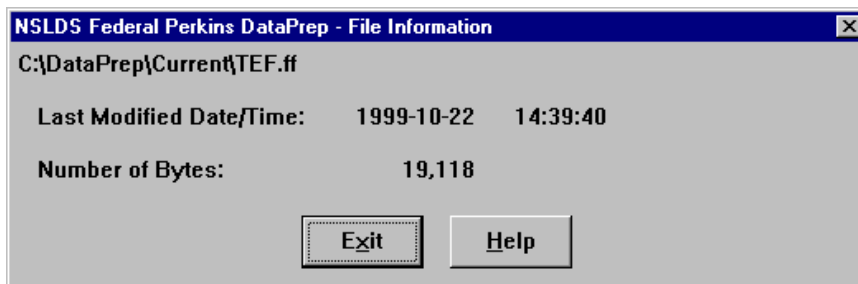 NSLDS Federal Perkins DataPrep - File Information
C:\DataPrep\Current\TEF.ff
Last Modified Date/Time: 1999-10-22 14:39:40
Number of Bytes: 19,118
Exit Help